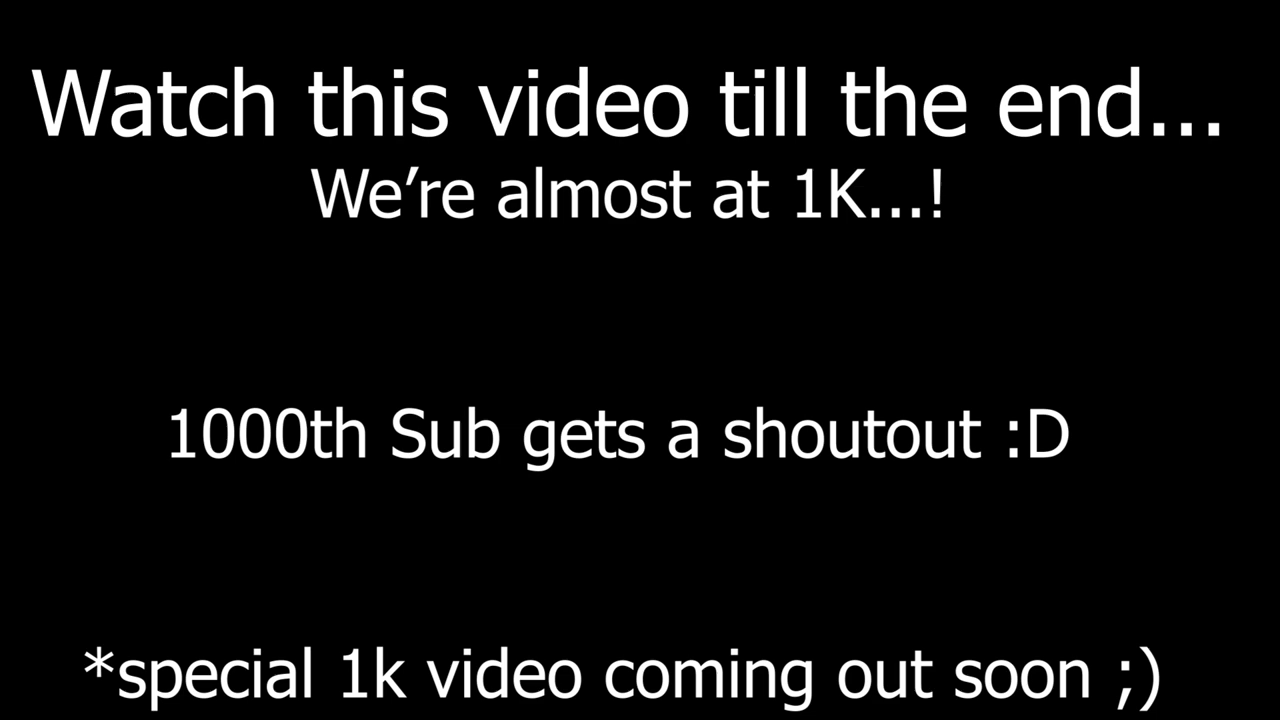 Watch this video till the end...
We’re almost at 1K...!
1000th Sub gets a shoutout :D
*special 1k video coming out soon ;)